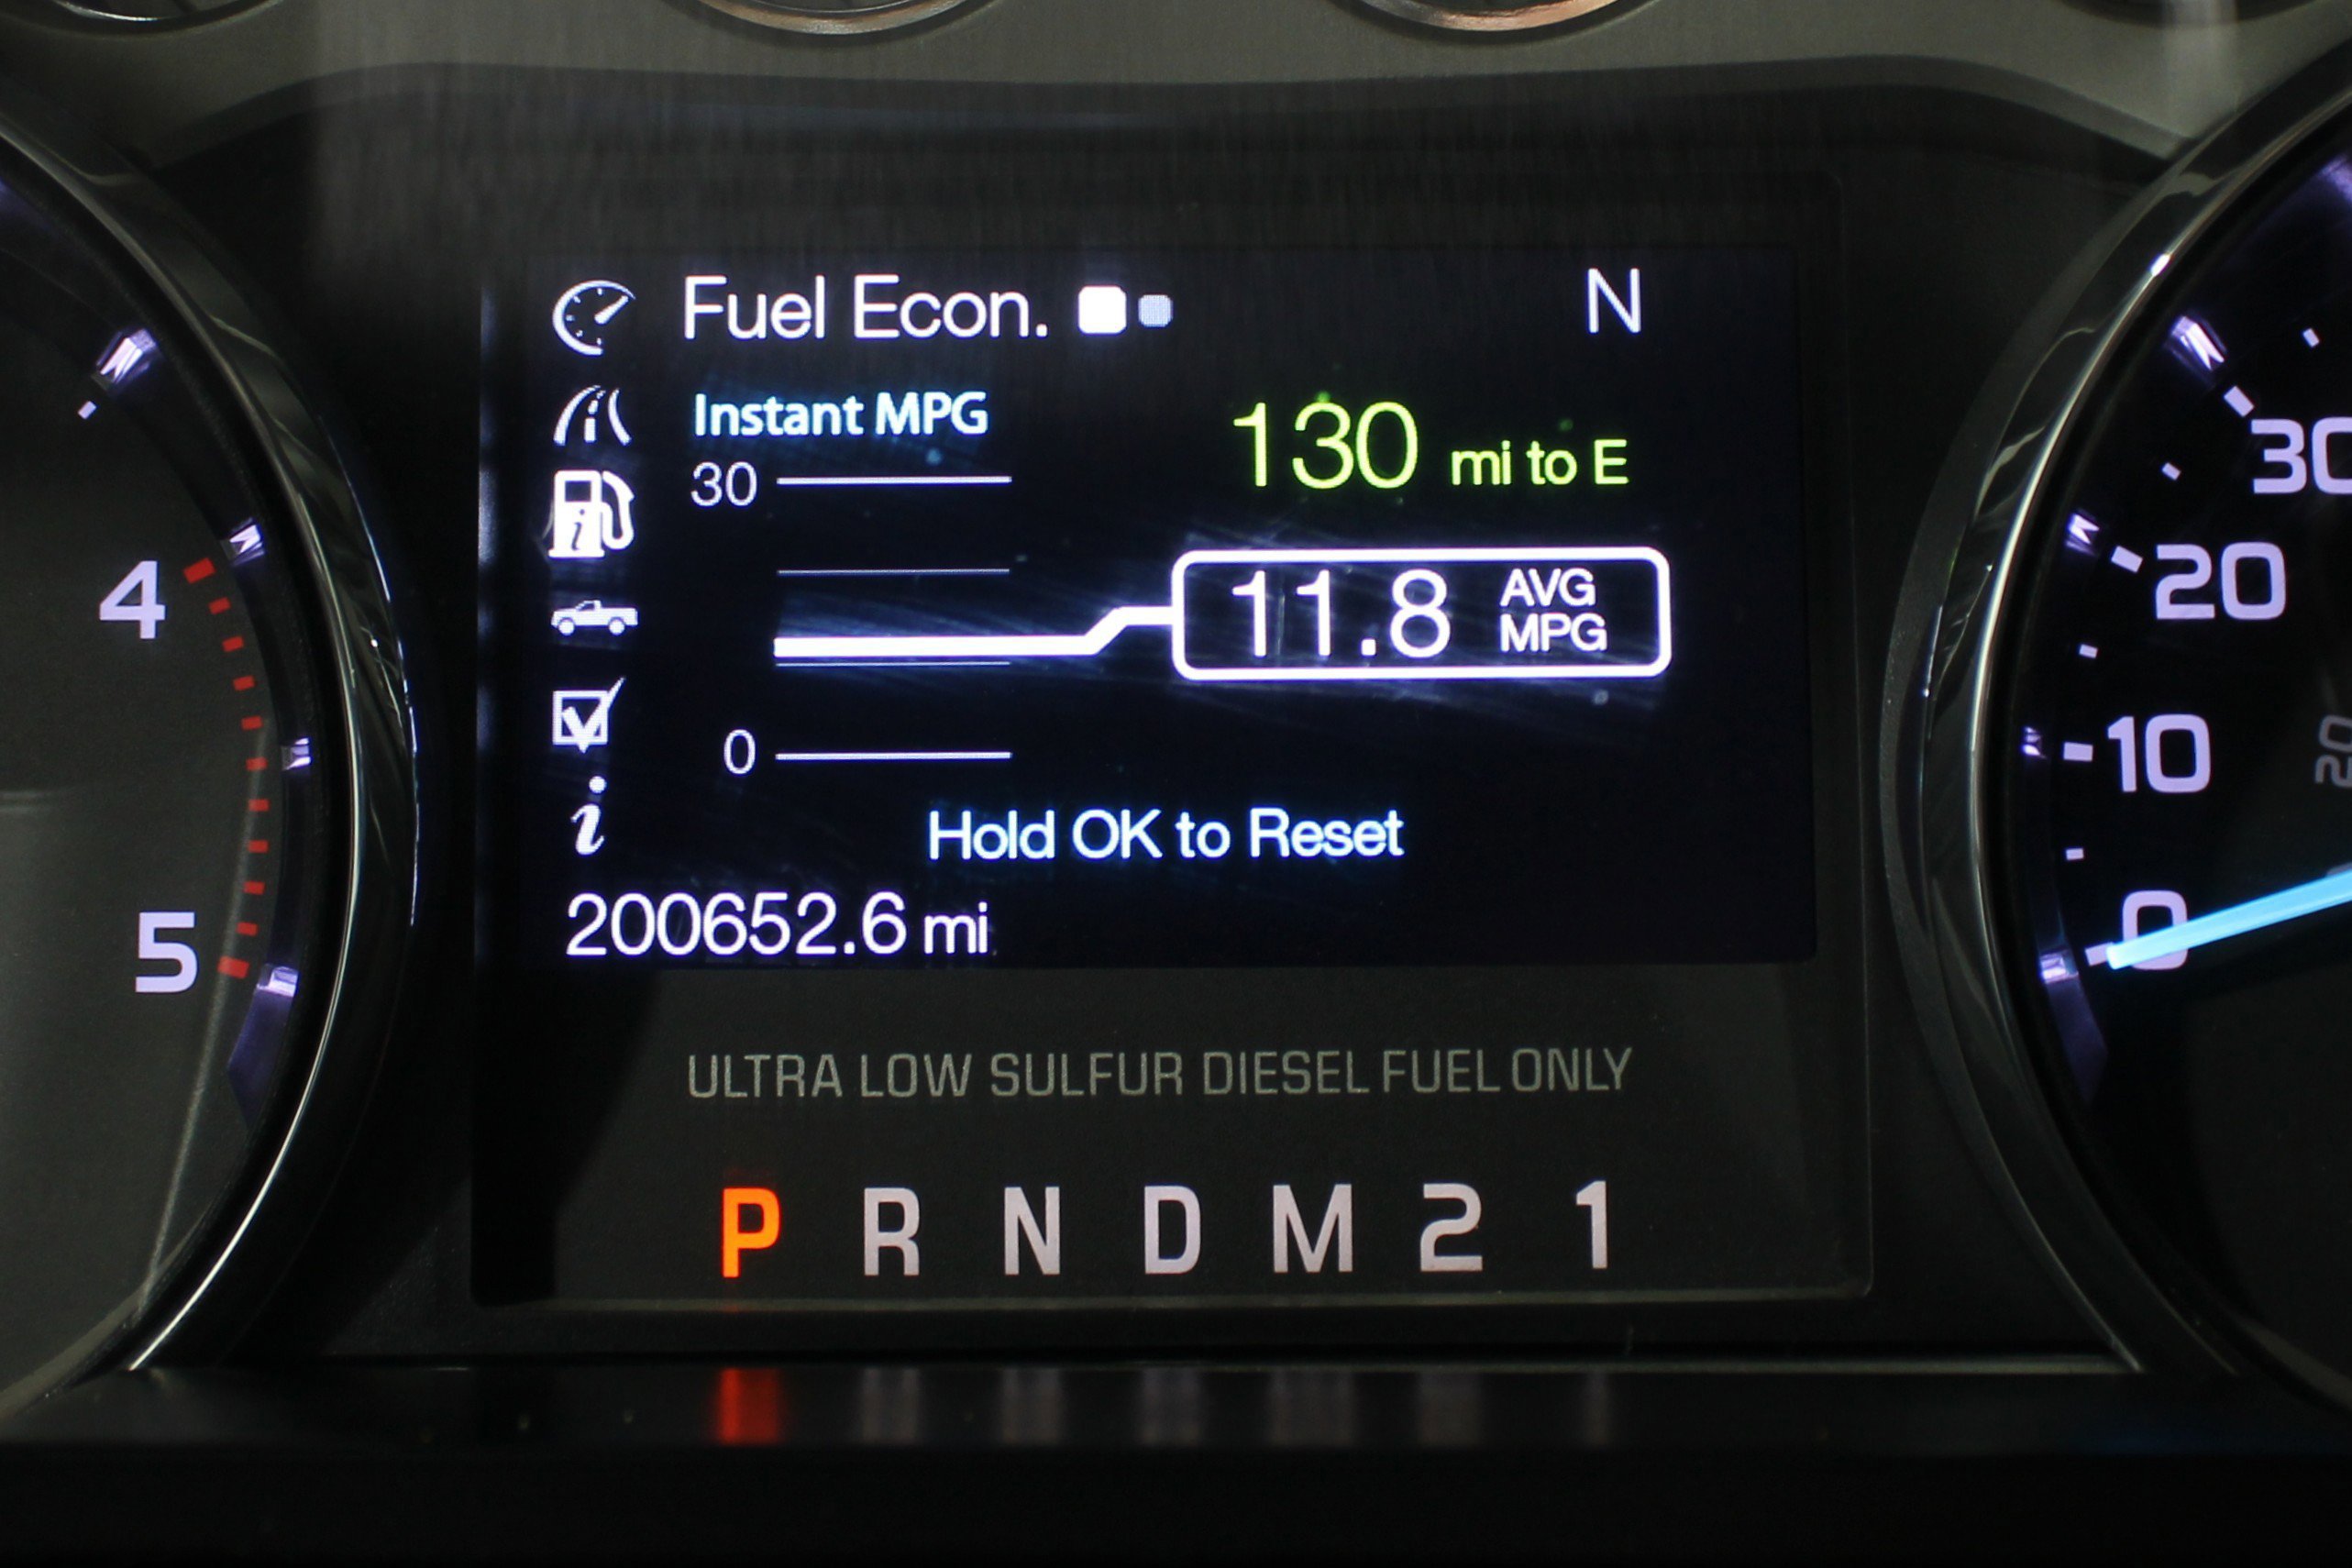 Fuel Econ. N
Instant MPG
30
130 mi to E
11.8 AVG MPG
0
Hold OK to Reset
i
200652.6 mi
ULTRA LOW SULFUR DIESEL FUEL ONLY
P R N D M 2 1
4
5
30
20
10
0
20